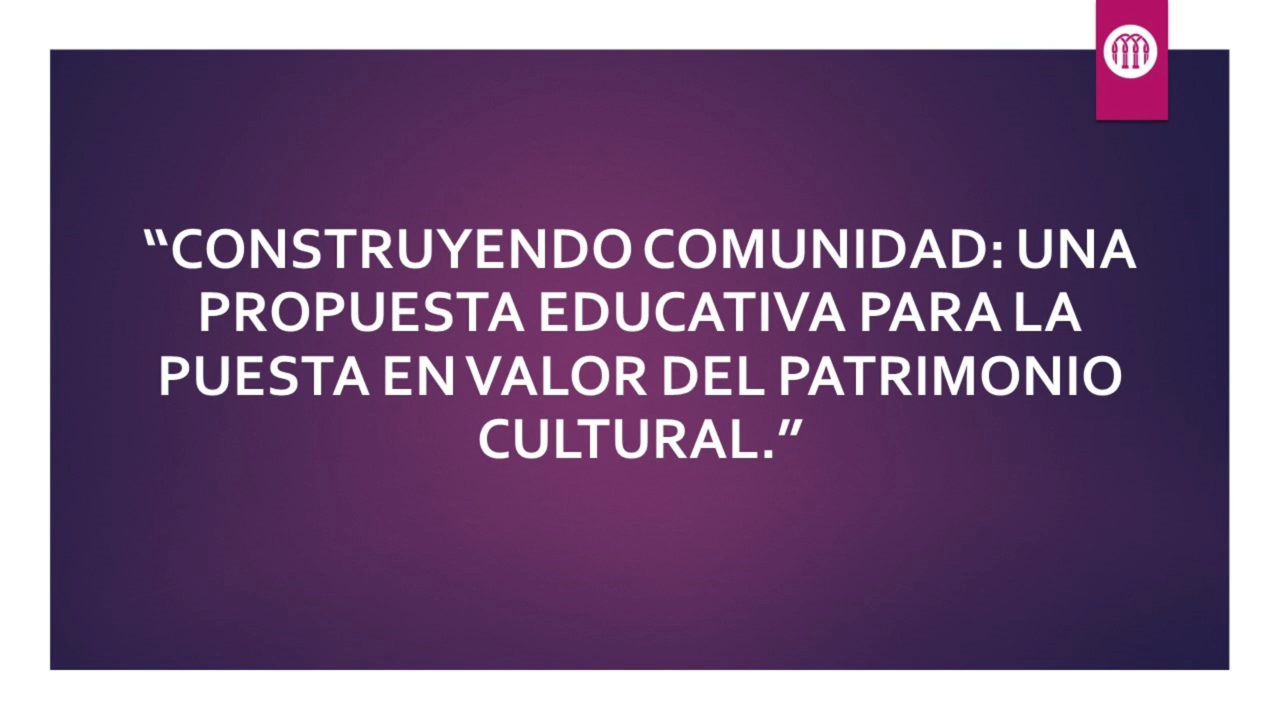 “CONSTRUYENDO COMUNIDAD: UNA
PROPUESTA EDUCATIVA PARA LA
PUESTA EN VALOR DEL PATRIMONIO
CULTURAL.”